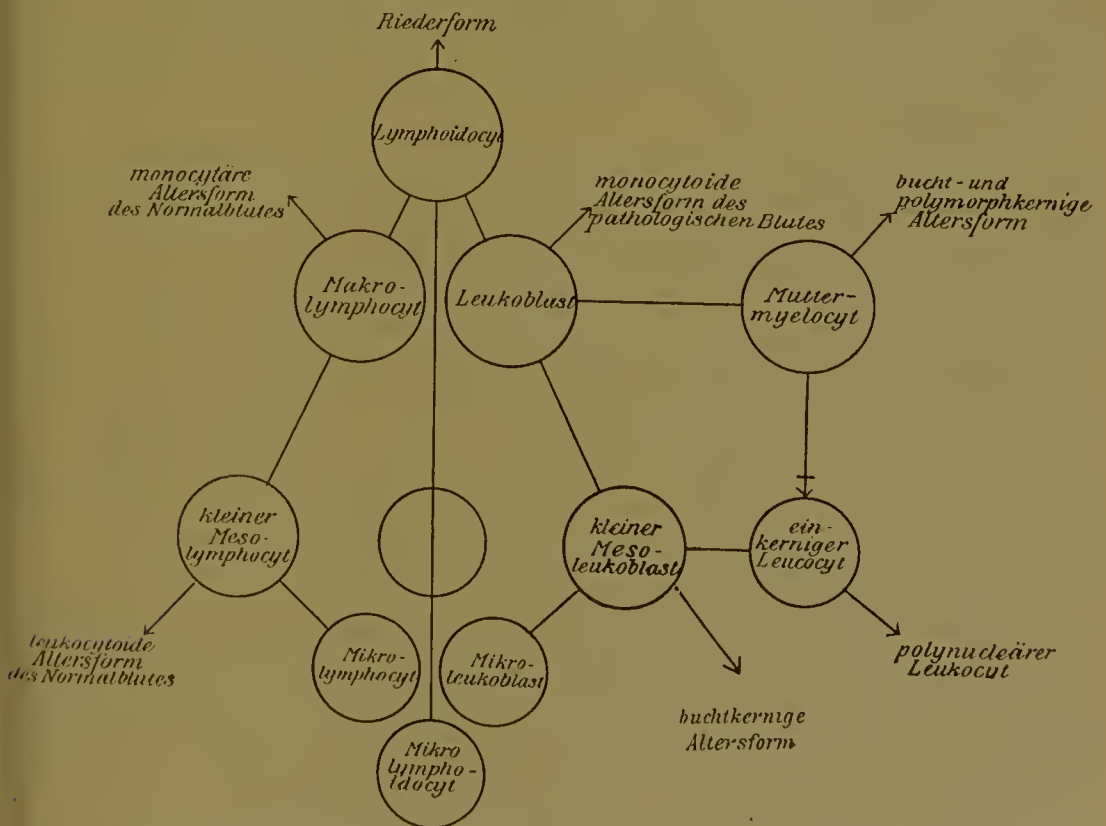 Riederform
Lymphoidocyt
monocytäre
Altersform
des Normalblutes
monocytoide
Altersform des
pathologischen Blutes
bucht- und
polymorphkernige
Altersform
Makro-
lymphocyt
Leukoblast
Mutter-
myelocyt
kleiner
Meso-
lymphocyt
kleiner
Meso-
leukoblast
ein-
kerniger
Leucocyt
leukocytoide
Altersform
des Normalblutes
Mikro-
lymphocyt
Mikro-
leukoblast
polynucleärer
Leukocyt
buchtkernige
Altersform
Mikro
lympho-
idocyt